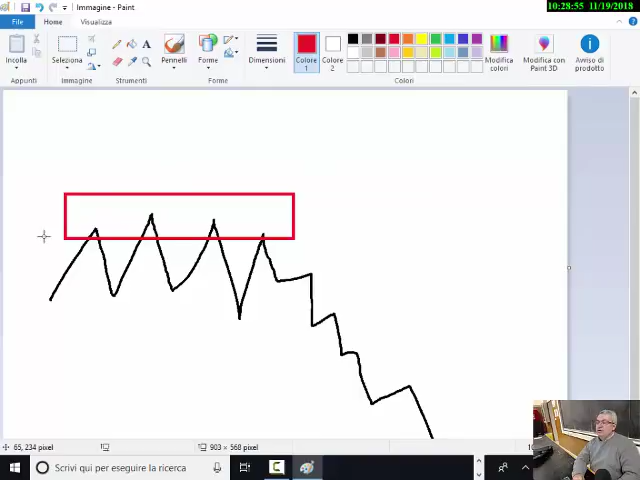 10:28:55 11/19/2018
Immagine - Paint
File
Home
Visualizza
Incolla
Selezione
Pennelli
Forme
Dimensioni
Colore 1
Colore 2
Modifica colori
Modifica con Paint 3D
Avviso di prodotto
Appunti
Immagine
Strumenti
Forme
Colori
65, 234 pixel
903 × 568 pixel
Scrivi qui per eseguire la ricerca